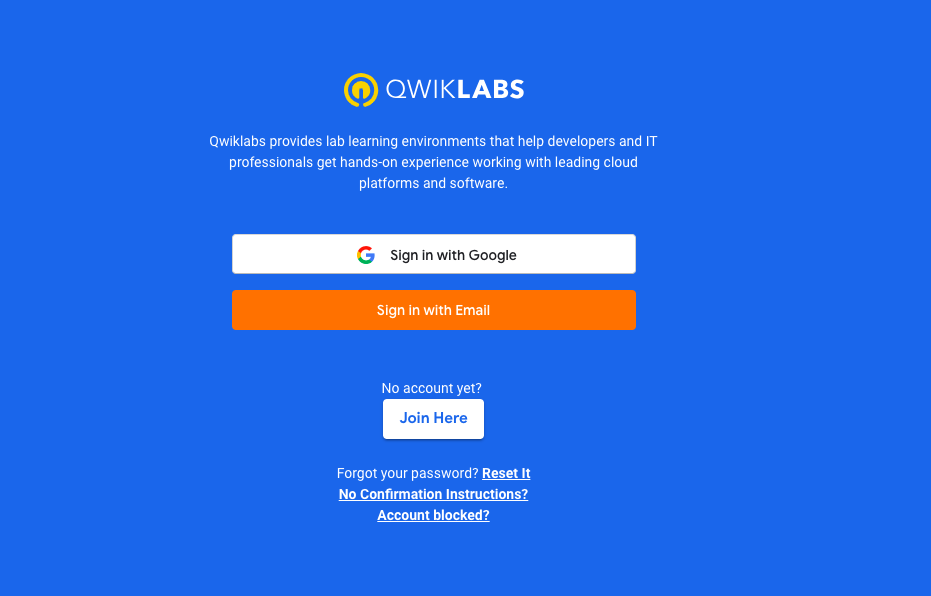 QWIKLABS
Qwiklabs provides lab learning environments that help developers and IT
professionals get hands-on experience working with leading cloud
platforms and software.
Sign in with Google
Sign in with Email
No account yet?
Join Here
Forgot your password? Reset It
No Confirmation Instructions?
Account blocked?